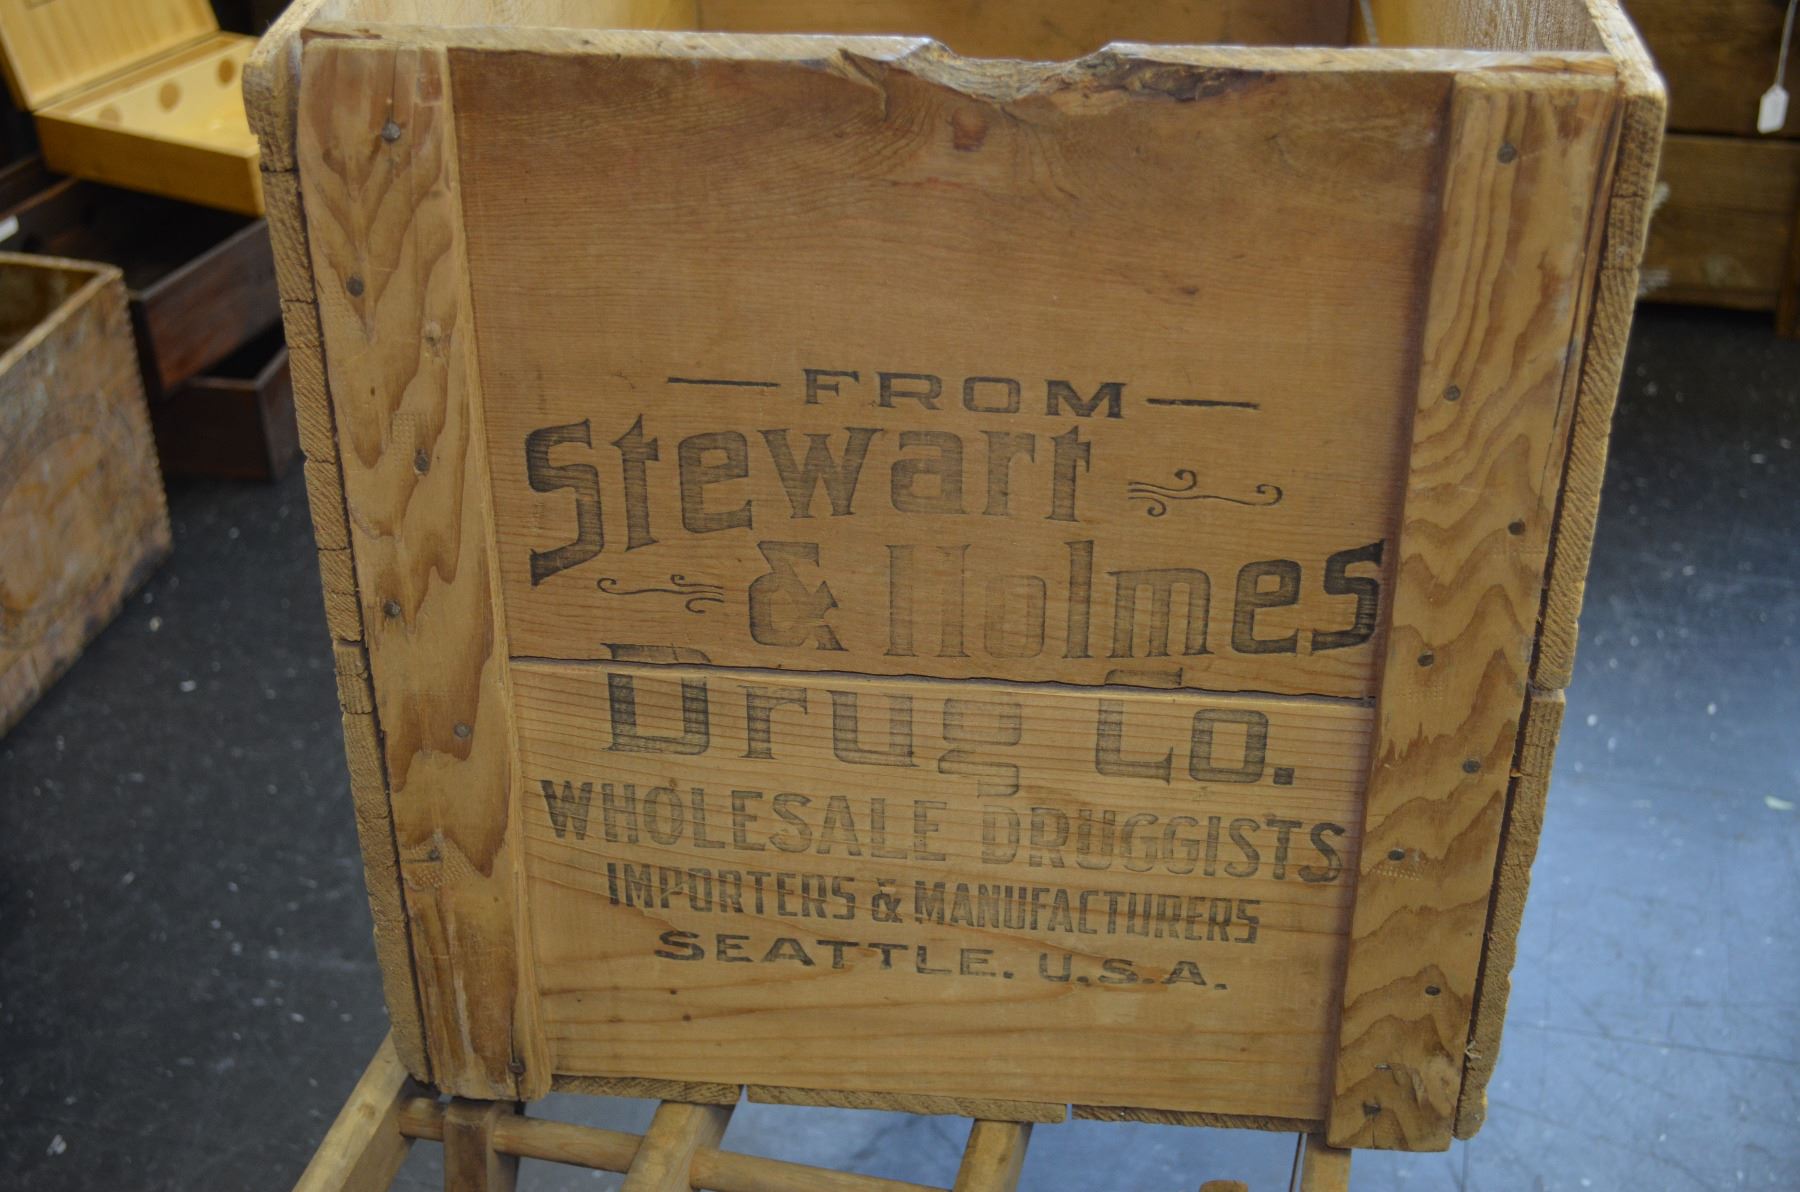 FROM
Stewart
& Holmes
Drug Co.
WHOLESALE DRUGGISTS
IMPORTERS & MANUFACTURERS
SEATTLE. U.S.A.